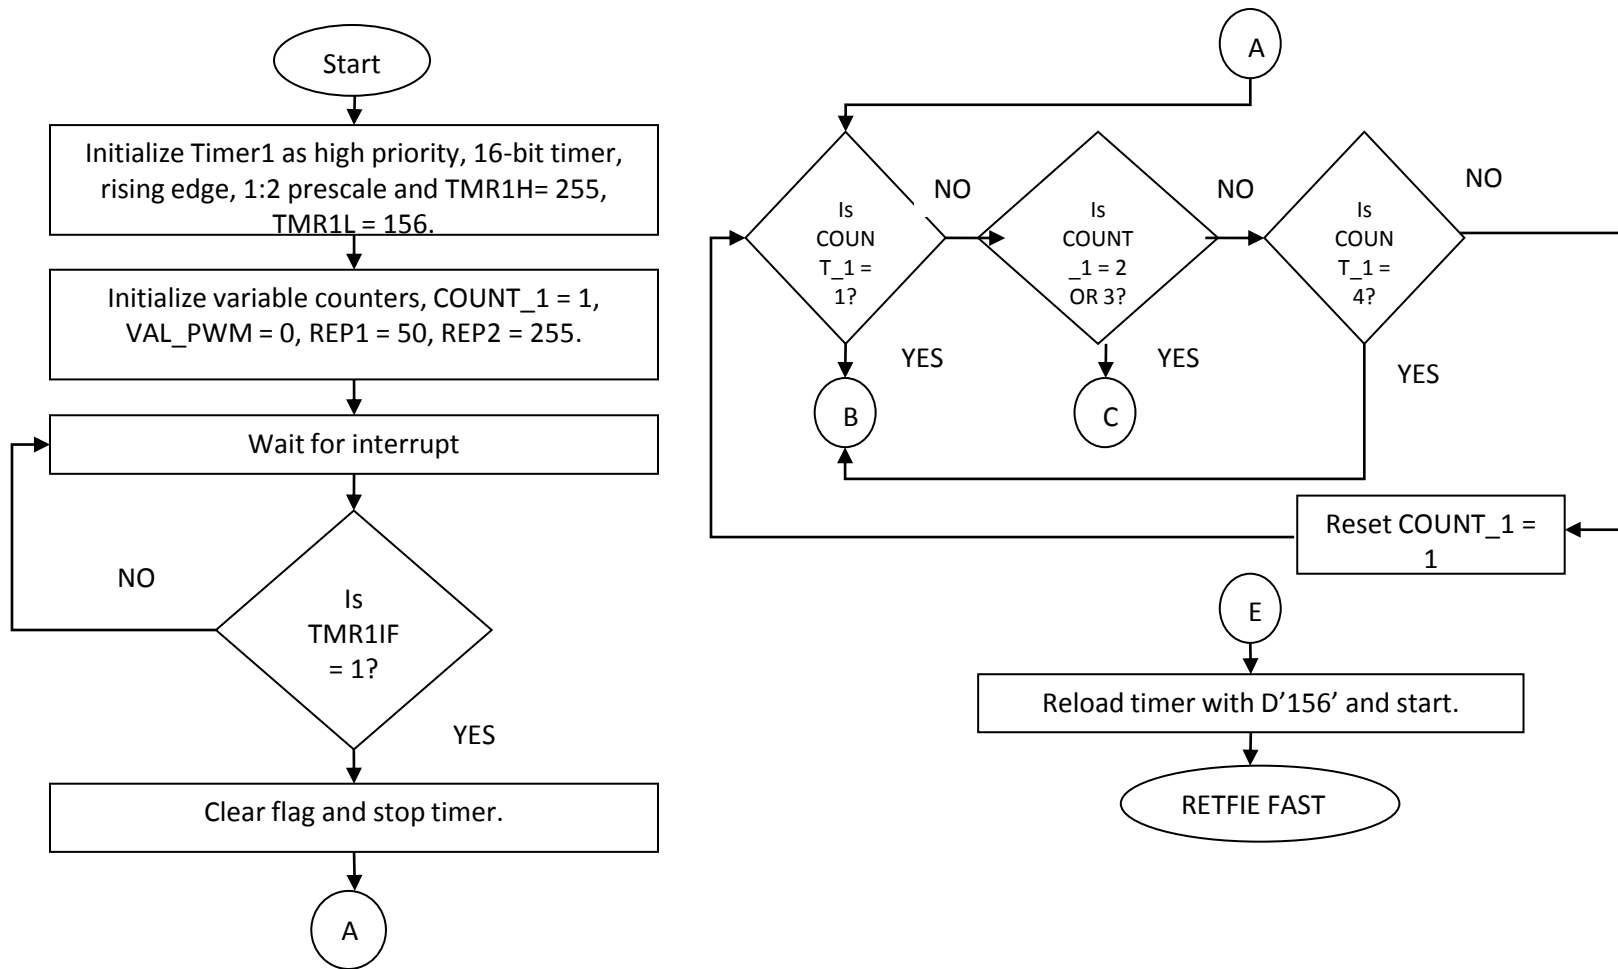 Start
Initialize Timer1 as high priority, 16-bit timer,
rising edge, 1:2 prescale and TMR1H= 255,
TMR1L = 156.
Initialize variable counters, COUNT_1 = 1,
VAL_PWM = 0, REP1 = 50, REP2 = 255.
Wait for interrupt
NO
Is
TMR1IF
= 1?
YES
Clear flag and stop timer.
A
A
Is
COUN
T_1 =
1?
NO
YES
B
Is
COUNT
_1 = 2
OR 3?
NO
YES
C
Is
COUN
T_1 =
4?
NO
YES
Reset COUNT_1 =
1
E
Reload timer with D’156’ and start.
RETFIE FAST